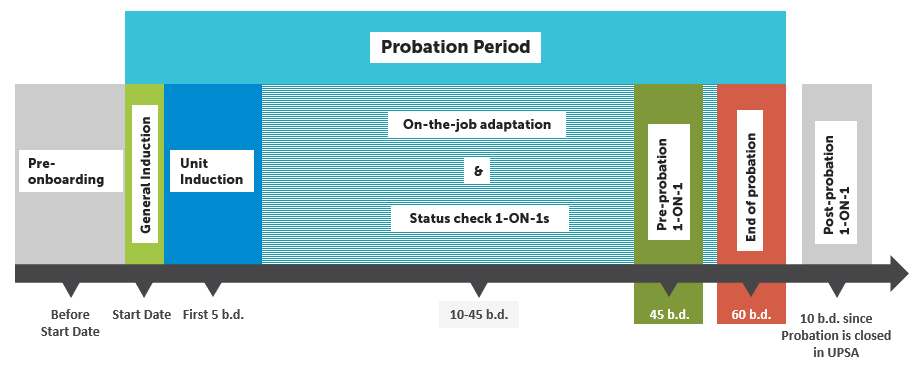 Probation Period
Pre-
onboarding
General Induction
Unit
Induction
On-the-job adaptation
&
Status check 1-ON-1s
Pre-probation
1-ON-1
End of probation
Post-probation
1-ON-1
Before
Start Date
Start Date
First 5 b.d.
10-45 b.d.
45 b.d.
60 b.d.
10 b.d. since
Probation is closed
in UPSA